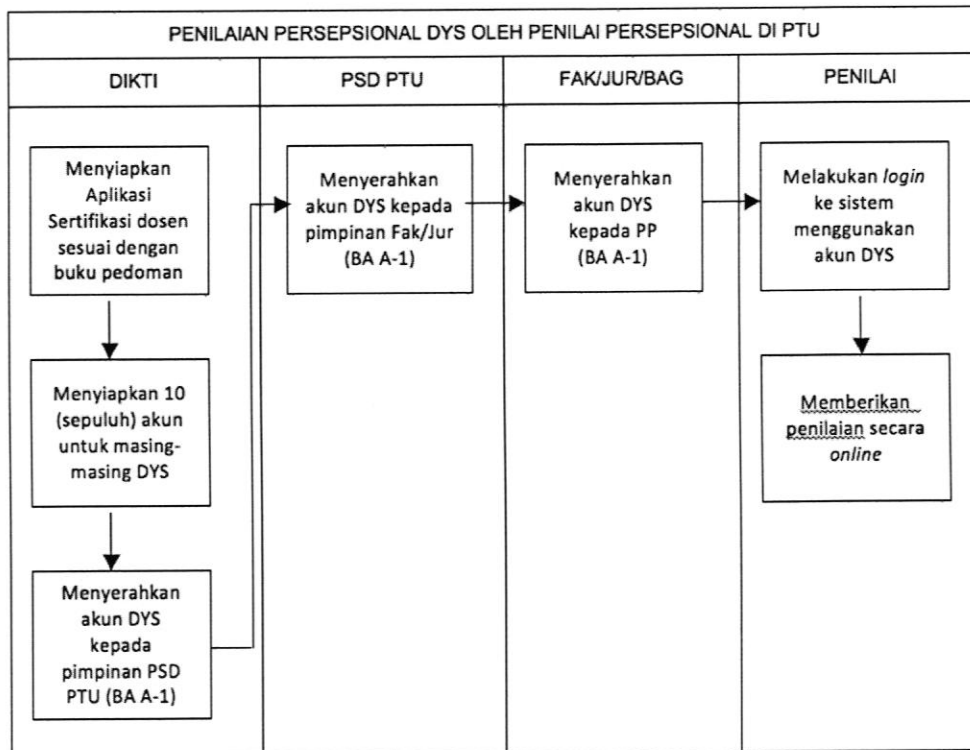 PENILAIAN PERSEPSIONAL DYS OLEH PENILAI PERSEPSIONAL DI PTU
DIKTI
PSD PTU
FAK/JUR/BAG
PENILAI
Menyiapkan
Aplikasi
Sertifikasi dosen
sesuai dengan
buku pedoman
Menyiapkan 10
(sepuluh) akun
untuk masing-
masing DYS
Menyerahkan
akun DYS
kepada
pimpinan PSD
PTU (BA A-1)
Menyerahkan
akun DYS kepada
pimpinan Fak/Jur
(BA A-1)
Menyerahkan
akun DYS
kepada PP
(BA A-1)
Melakukan login
ke sistem
menggunakan
akun DYS
Memberikan
penilaian secara
online